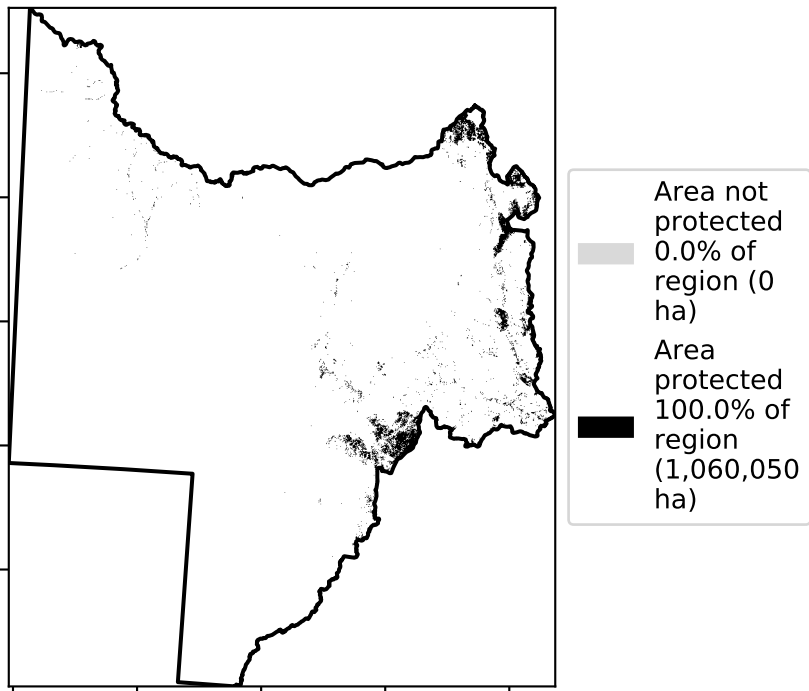 Area not
protected
0.0% of
region (0
ha)
Area
protected
100.0% of
region
(1,060,050
ha)